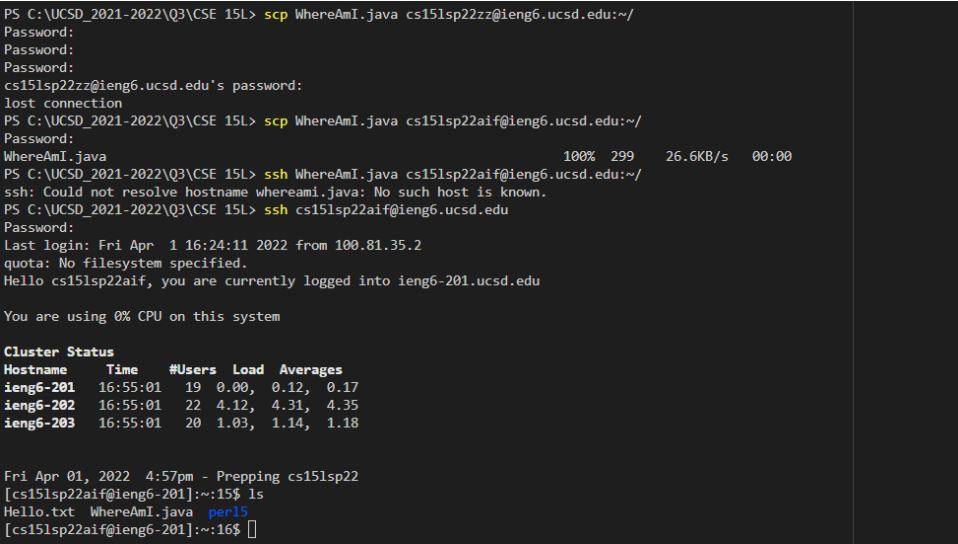 PS C:\UCSD_2021-2022\Q3\CSE 15L> scp WhereAmI.java cs15lsp22zz@ieng6.ucsd.edu:~/
Password:
Password:
Password:
cs15lsp22zz@ieng6.ucsd.edu's password:
lost connection
PS C:\UCSD_2021-2022\Q3\CSE 15L> scp WhereAmI.java cs15lsp22aif@ieng6.ucsd.edu:~/
Password:
WhereAmI.java 100% 299 26.6KB/s 00:00
PS C:\UCSD_2021-2022\Q3\CSE 15L> ssh WhereAmI.java cs15lsp22aif@ieng6.ucsd.edu:~/
ssh: Could not resolve hostname whereami.java: No such host is known.
PS C:\UCSD_2021-2022\Q3\CSE 15L> ssh cs15lsp22aif@ieng6.ucsd.edu
Password:
Last login: Fri Apr  1 16:24:11 2022 from 100.81.35.2
quota: No filesystem specified.
Hello cs15lsp22aif, you are currently logged into ieng6-201.ucsd.edu
You are using 0% CPU on this system
Cluster Status
Hostname Time #Users Load Averages
ieng6-201 16:55:01 19 0.00, 0.12, 0.17
ieng6-202 16:55:01 22 4.12, 4.31, 4.35
ieng6-203 16:55:01 20 1.03, 1.14, 1.18
Fri Apr 01, 2022  4:57pm - Prepping cs15lsp22
[cs15lsp22aif@ieng6-201]:~:15$ ls
Hello.txt WhereAmI.java perl5
[cs15lsp22aif@ieng6-201]:~:16$